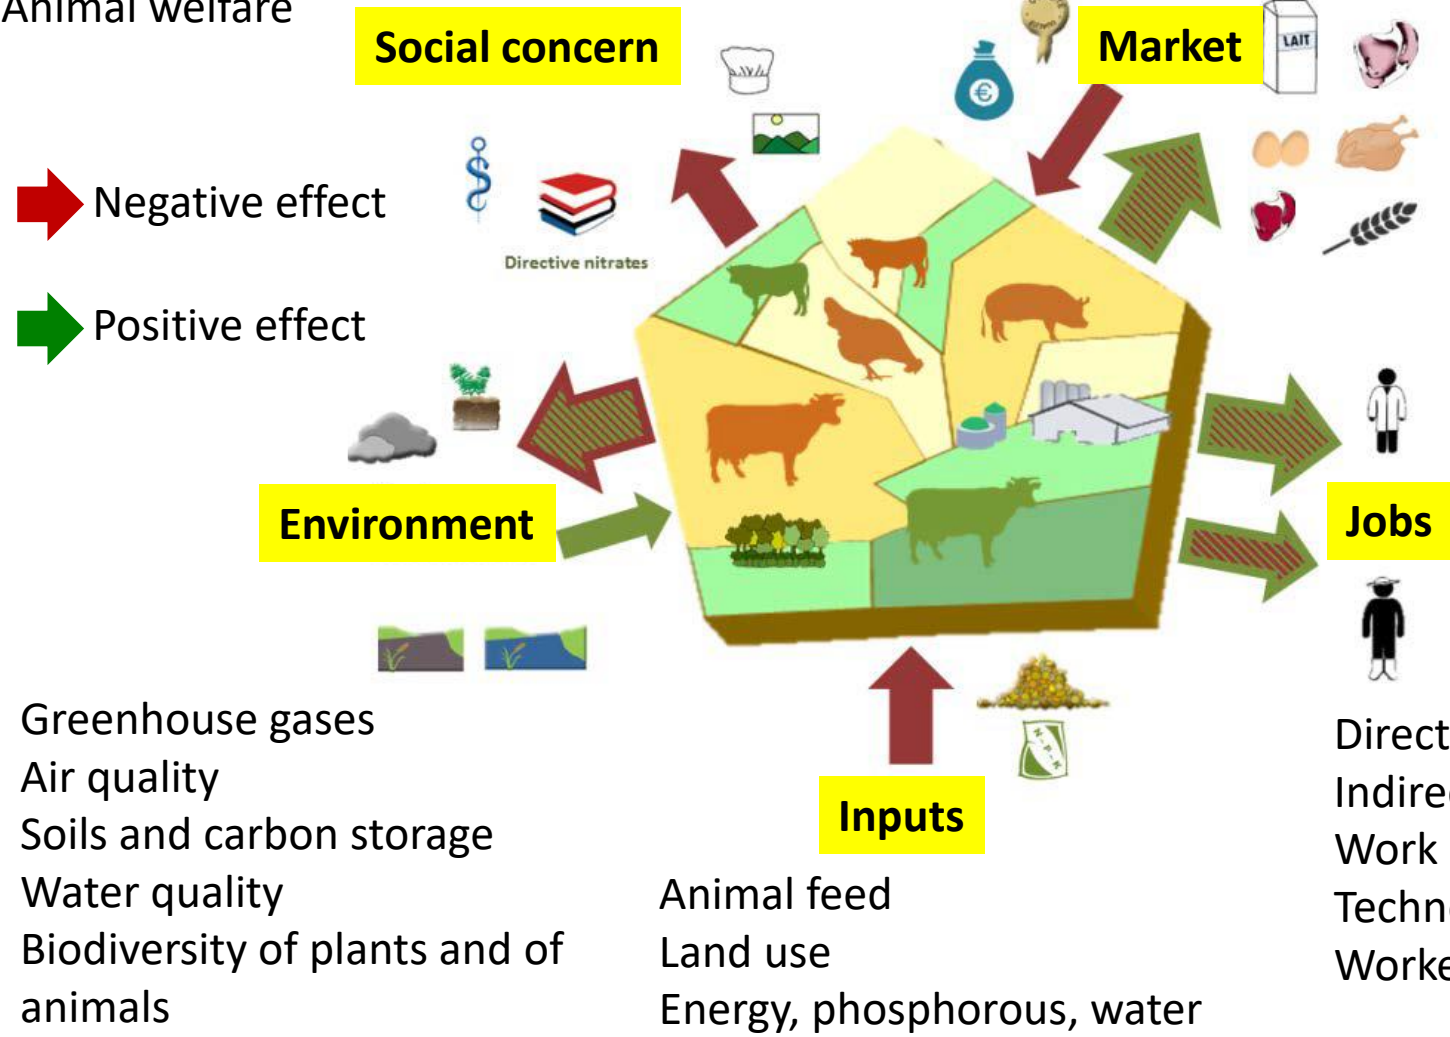 Animal welfare
Social concern
Market
LAIT
Negative effect
Directive nitrates
Positive effect
Environment
Jobs
N-P-K
Inputs
Greenhouse gases
Air quality
Soils and carbon storage
Water quality
Biodiversity of plants and of
animals
Animal feed
Land use
Energy, phosphorous, water
Direct
Work